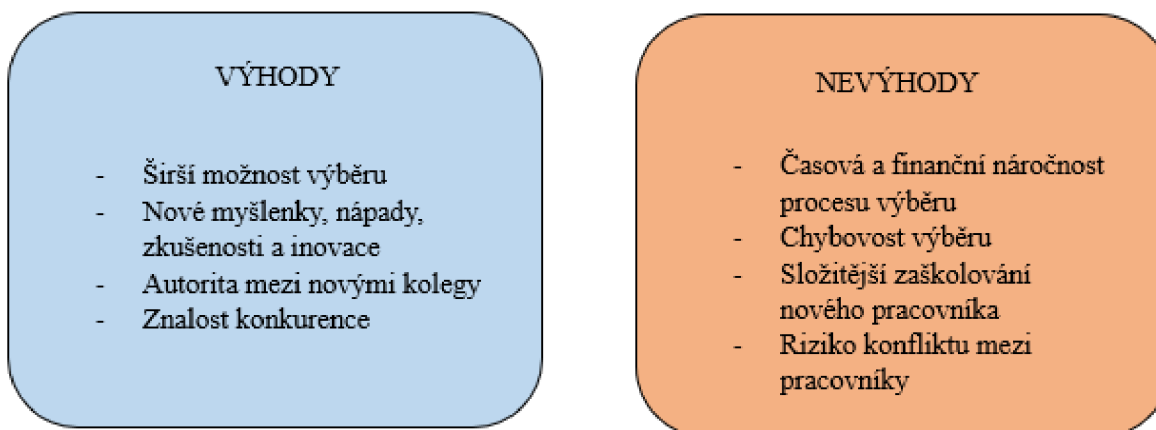 VÝHODY
- Širší možnost výběru
- Nové myšlenky, nápady,
zkušenosti a inovace
- Autorita mezi novými kolegy
- Znalost konkurence
NEVÝHODY
- Časová a finanční náročnost
procesu výběru
- Chybovost výběru
- Složitější zaškolování
nového pracovníka
- Riziko konfliktu mezi
pracovníky